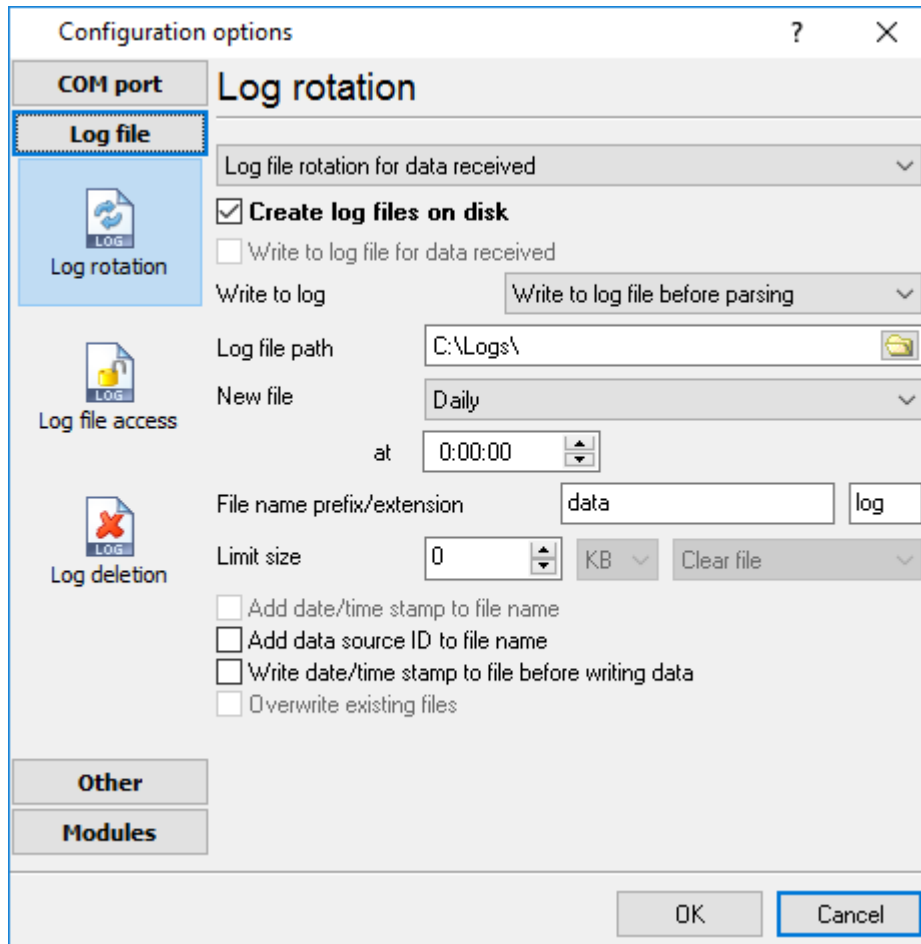 Configuration options
?
COM port
Log file
LOG
Log rotation
LOG
Log file access
LOG
Log deletion
Other
Modules
Log rotation
Log file rotation for data received
Create log files on disk
Write to log file for data received
Write to log Write to log file before parsing
Log file path C:\Logs\
New file Daily
at 0:00:00
File name prefix/extension data log
Limit size 0 KB Clear file
Add date/time stamp to file name
Add data source ID to file name
Write date/time stamp to file before writing data
Overwrite existing files
OK Cancel